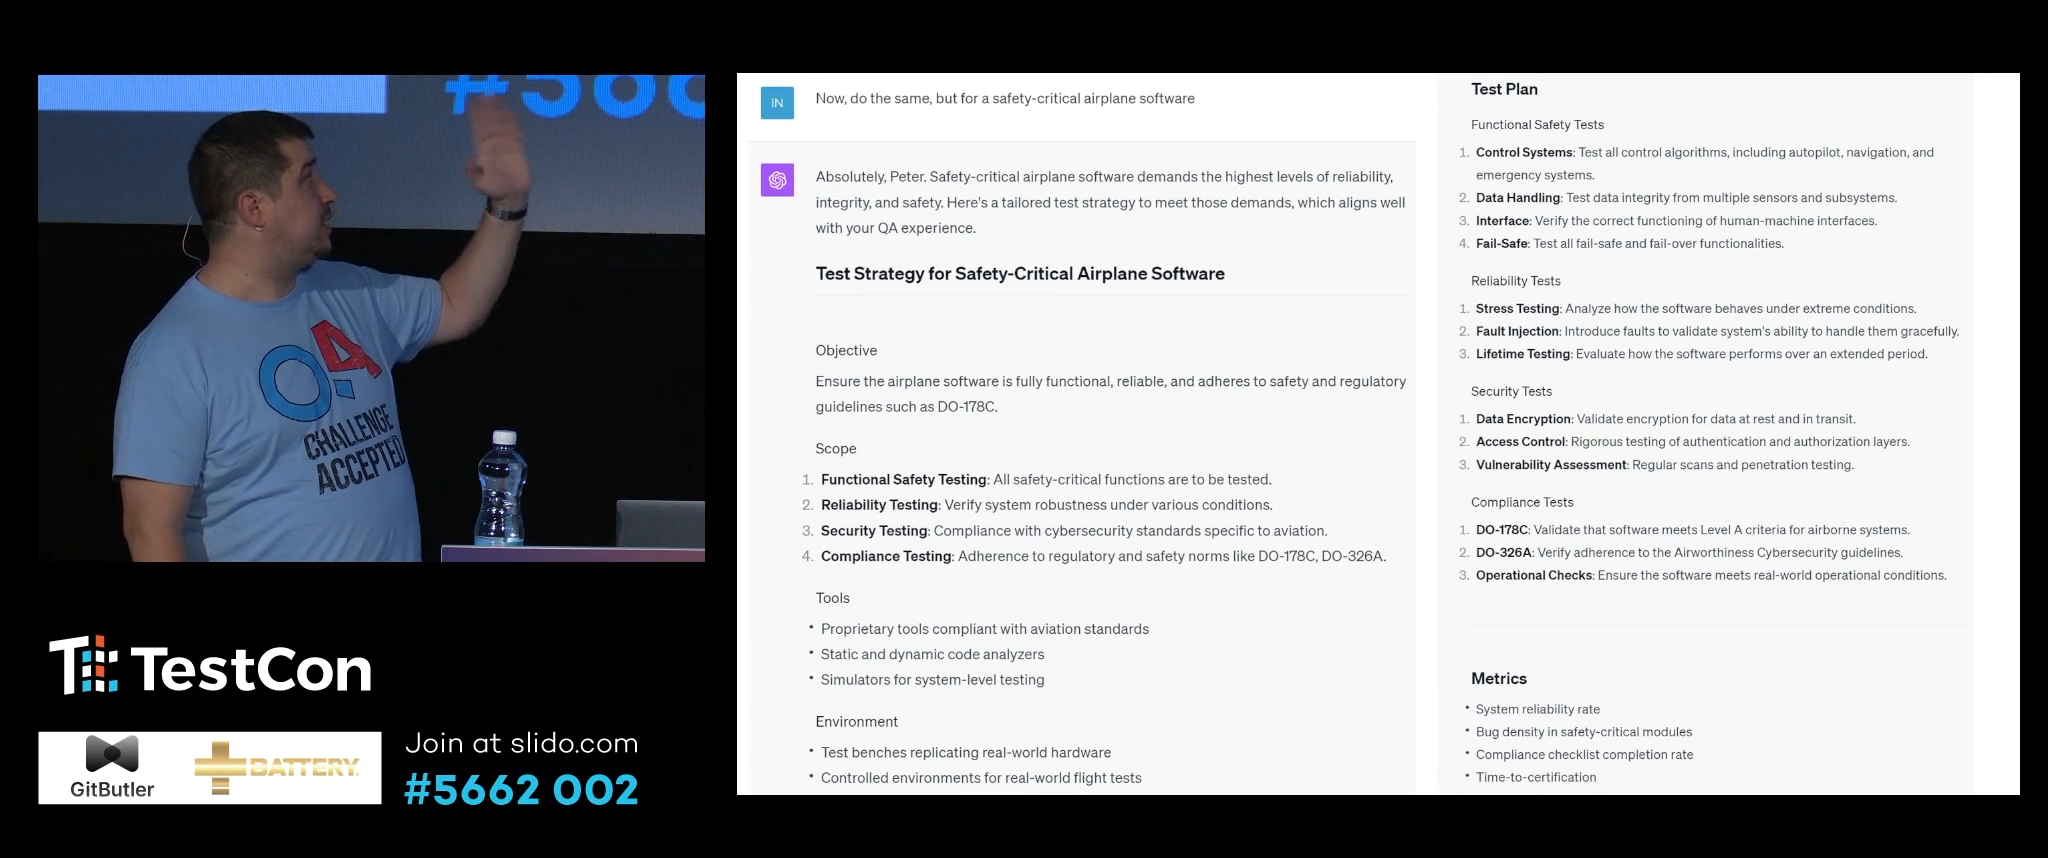 #566
QA
CHALLENGE
ACCEPTED
TestCon
GitButler
BATTERY
Join at slido.com
#5662 002
IN
Now, do the same, but for a safety-critical airplane software
Absolutely, Peter. Safety-critical airplane software demands the highest levels of reliability,
integrity, and safety. Here's a tailored test strategy to meet those demands, which aligns well
with your QA experience.
Test Strategy for Safety-Critical Airplane Software
Objective
Ensure the airplane software is fully functional, reliable, and adheres to safety and regulatory
guidelines such as DO-178C.
Scope
1. Functional Safety Testing: All safety-critical functions are to be tested.
2. Reliability Testing: Verify system robustness under various conditions.
3. Security Testing: Compliance with cybersecurity standards specific to aviation.
4. Compliance Testing: Adherence to regulatory and safety norms like DO-178C, DO-326A.
Tools
• Proprietary tools compliant with aviation standards
• Static and dynamic code analyzers
• Simulators for system-level testing
Environment
• Test benches replicating real-world hardware
• Controlled environments for real-world flight tests
Test Plan
Functional Safety Tests
1. Control Systems: Test all control algorithms, including autopilot, navigation, and
emergency systems.
2. Data Handling: Test data integrity from multiple sensors and subsystems.
3. Interface: Verify the correct functioning of human-machine interfaces.
4. Fail-Safe: Test all fail-safe and fail-over functionalities.
Reliability Tests
1. Stress Testing: Analyze how the software behaves under extreme conditions.
2. Fault Injection: Introduce faults to validate system's ability to handle them gracefully.
3. Lifetime Testing: Evaluate how the software performs over an extended period.
Security Tests
1. Data Encryption: Validate encryption for data at rest and in transit.
2. Access Control: Rigorous testing of authentication and authorization layers.
3. Vulnerability Assessment: Regular scans and penetration testing.
Compliance Tests
1. DO-178C: Validate that software meets Level A criteria for airborne systems.
2. DO-326A: Verify adherence to the Airworthiness Cybersecurity guidelines.
3. Operational Checks: Ensure the software meets real-world operational conditions.
Metrics
• System reliability rate
• Bug density in safety-critical modules
• Compliance checklist completion rate
• Time-to-certification